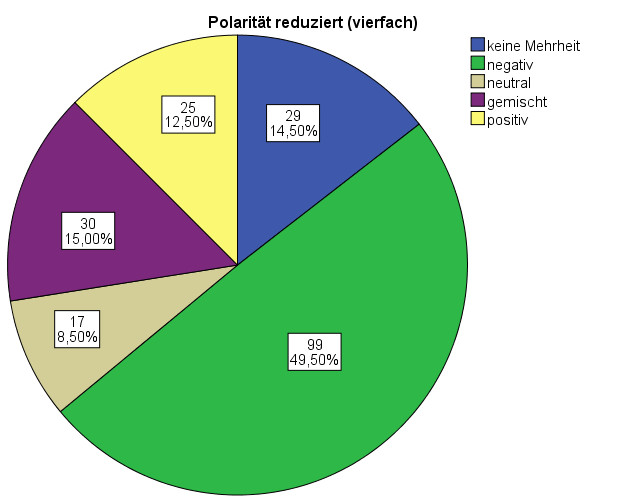 Polarität reduziert (vierfach)
keine Mehrheit
negativ
neutral
gemischt
positiv
25
12,50%
29
14,50%
30
15,00%
17
8,50%
99
49,50%